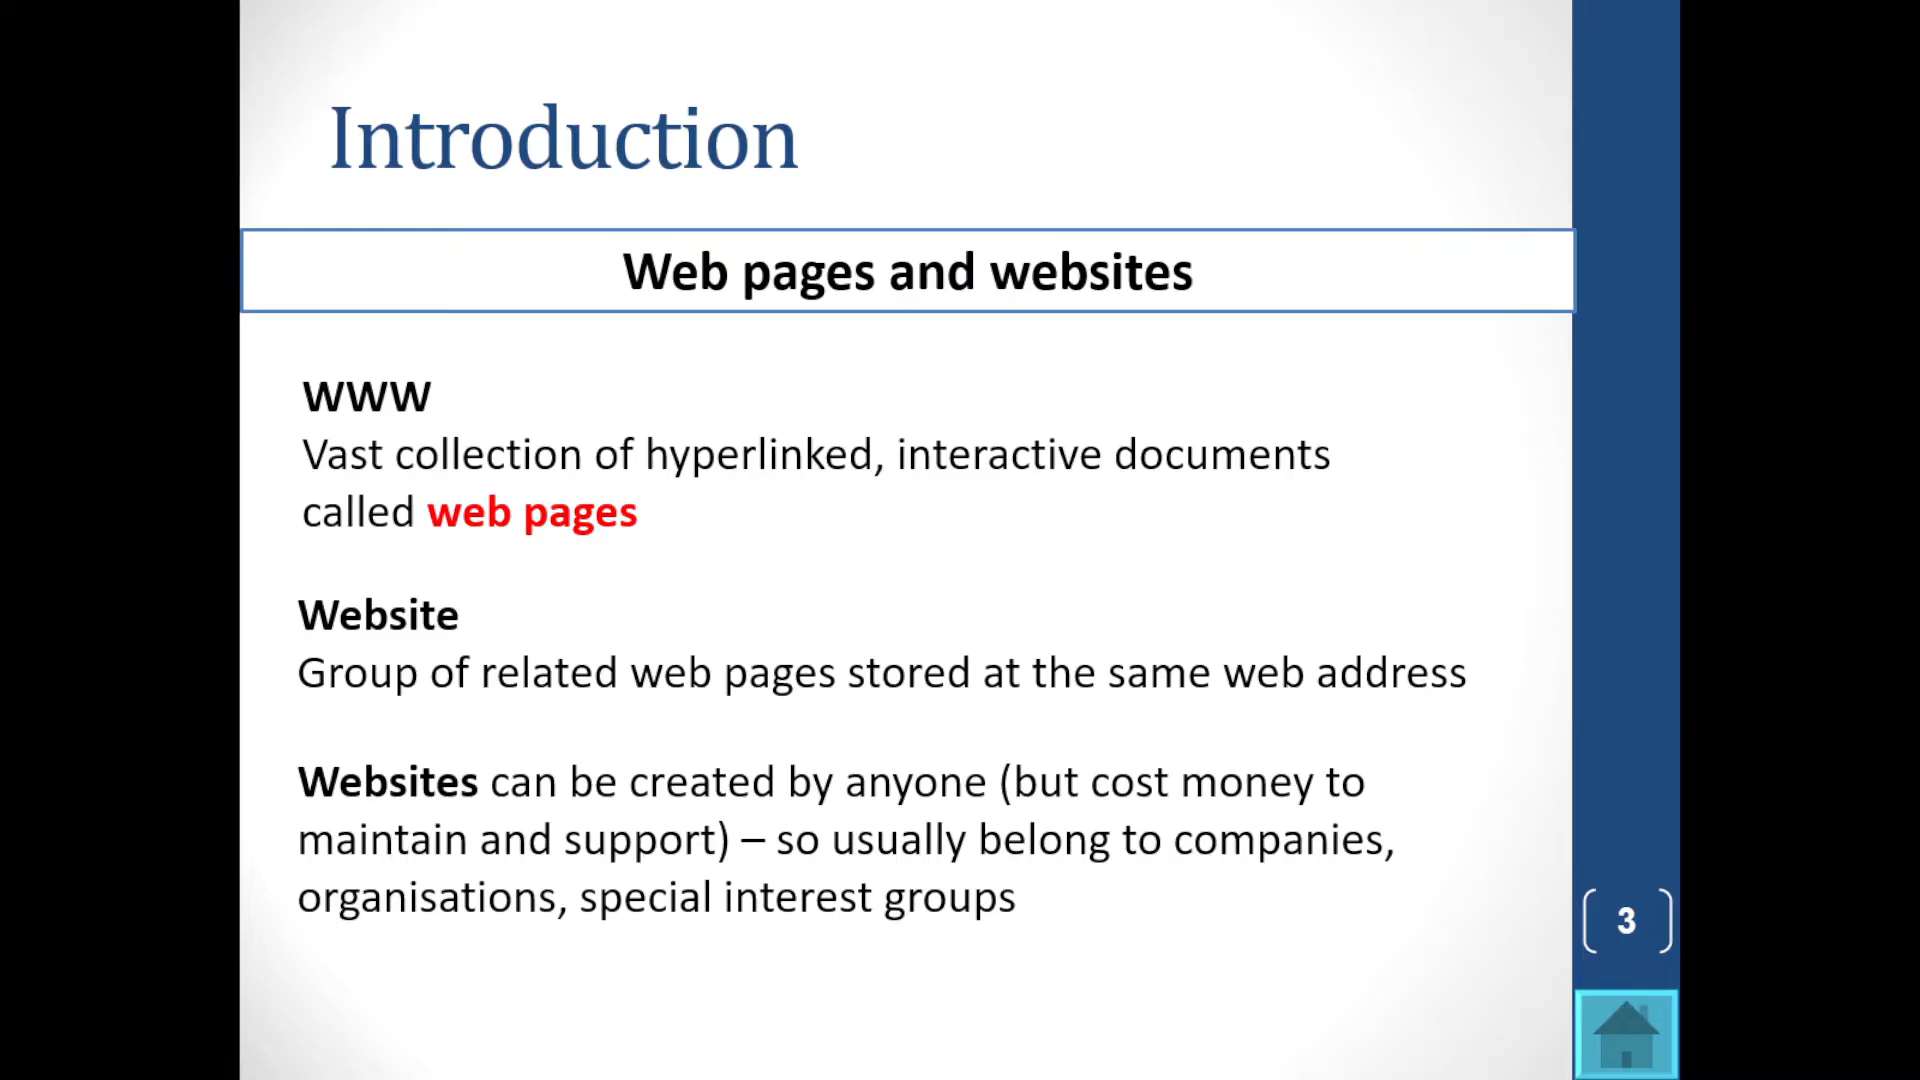 Introduction
Web pages and websites
WWW
Vast collection of hyperlinked, interactive documents
called web pages
Website
Group of related web pages stored at the same web address
Websites can be created by anyone (but cost money to
maintain and support) – so usually belong to companies,
organisations, special interest groups
3